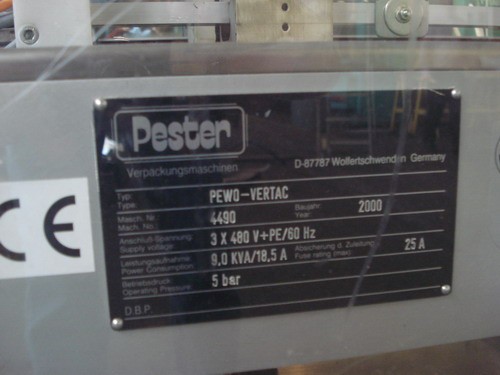 Pester
Verpackungsmaschinen
D-87787 Wolfertschwenden Germany
Typ: PEWO-VERTAC
Type:
Masch. Nr. 4490 Baujahr: 2000
Mach. No.: Year:
Anschluß-Spannung 3 X 480 V+PE/60 Hz
Supply voltage:
Leistungsaufnahme 9,0 KVA/18,5 A Absicherung d. Zuleitung 25 A
Power Consumption Fuse rating (max)
Betriebsdruck 5 bar
Operating Pressure
D.B.P
CE